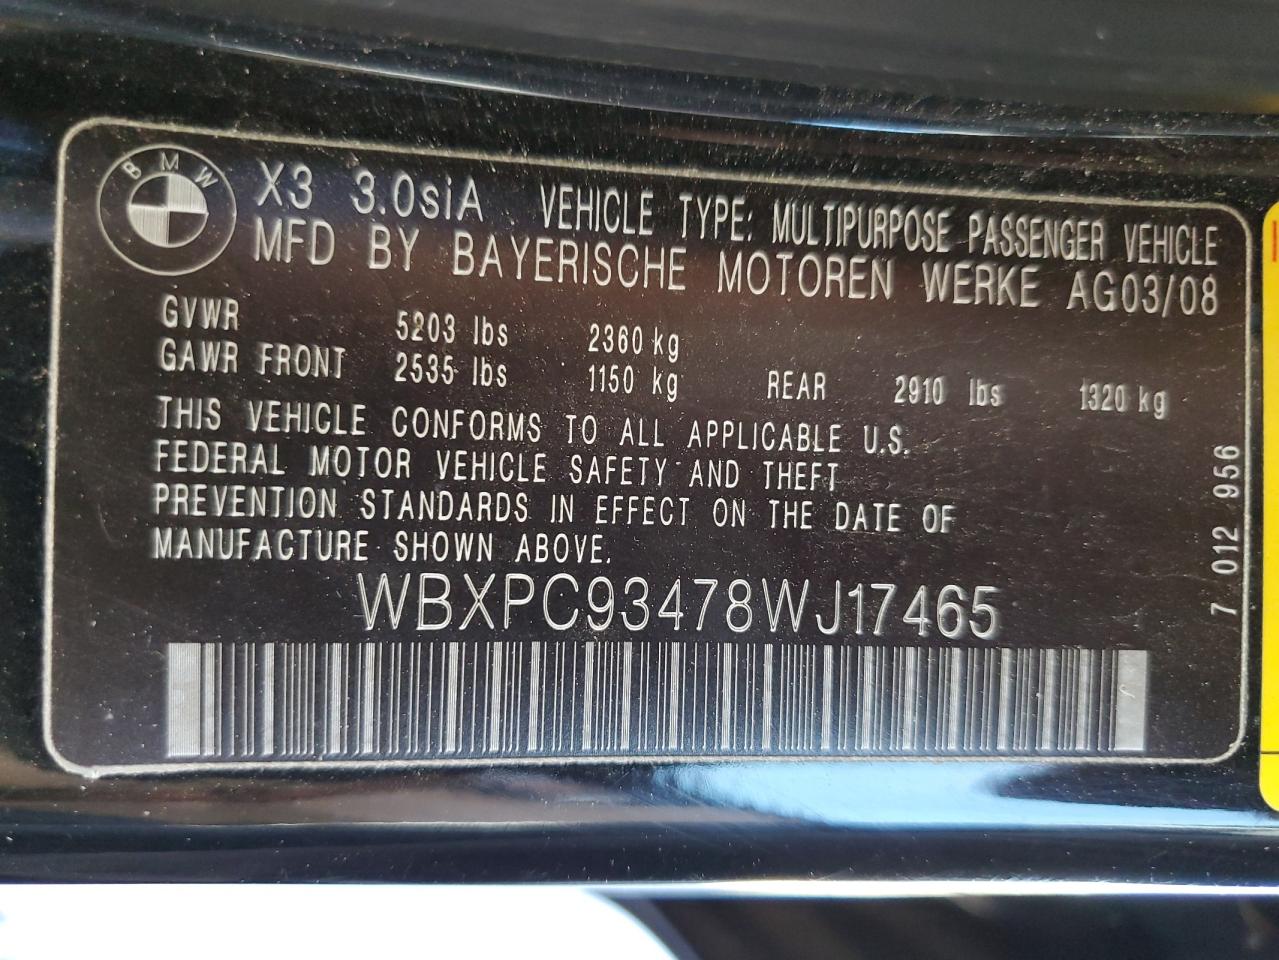 BMW
X3 3.0siA VEHICLE TYPE: MULTIPURPOSE PASSENGER VEHICLE
MFD BY BAYERISCHE MOTOREN WERKE AG03/08
GVWR 5203 lbs 2360 kg
GAWR FRONT 2535 lbs 1150 kg REAR 2910 lbs 1320 kg
THIS VEHICLE CONFORMS TO ALL APPLICABLE U.S.
FEDERAL MOTOR VEHICLE SAFETY AND THEFT
PREVENTION STANDARDS IN EFFECT ON THE DATE OF
MANUFACTURE SHOWN ABOVE.
WBXPC93478WJ17465
7 012 956